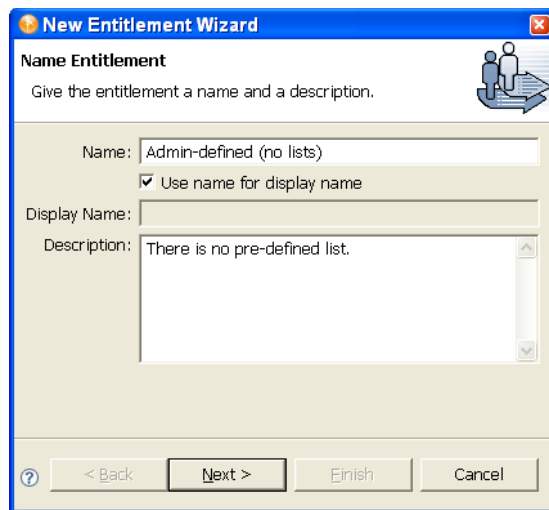 New Entitlement Wizard
Name Entitlement
Give the entitlement a name and a description.
Name: Admin-defined (no lists)
Use name for display name
Display Name:
Description: There is no pre-defined list.
< Back Next > Finish Cancel